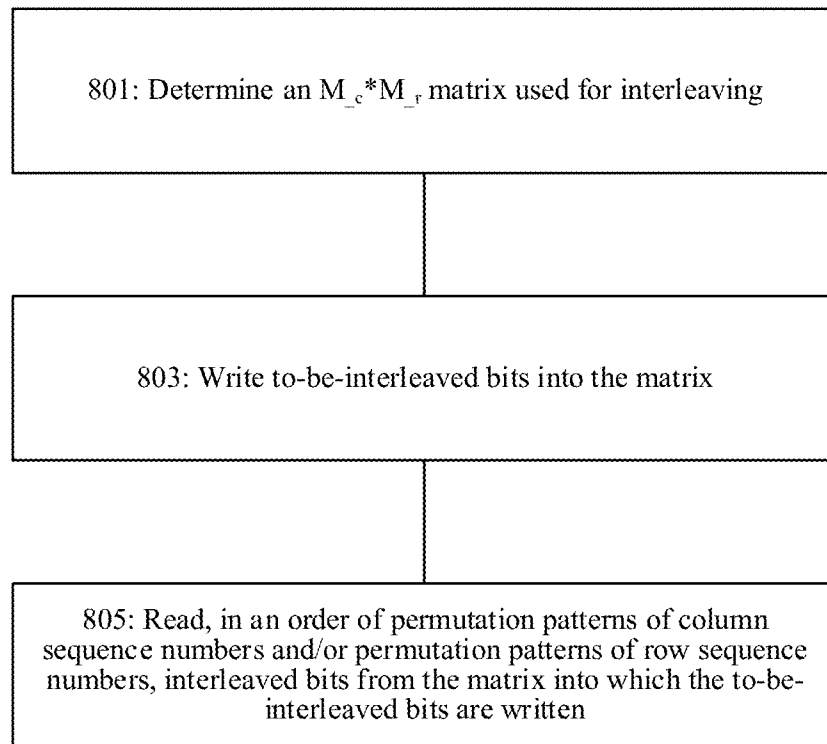 801: Determine an M_c*M_r matrix used for interleaving
803: Write to-be-interleaved bits into the matrix
805: Read, in an order of permutation patterns of column
sequence numbers and/or permutation patterns of row sequence
numbers, interleaved bits from the matrix into which the to-be-
interleaved bits are written